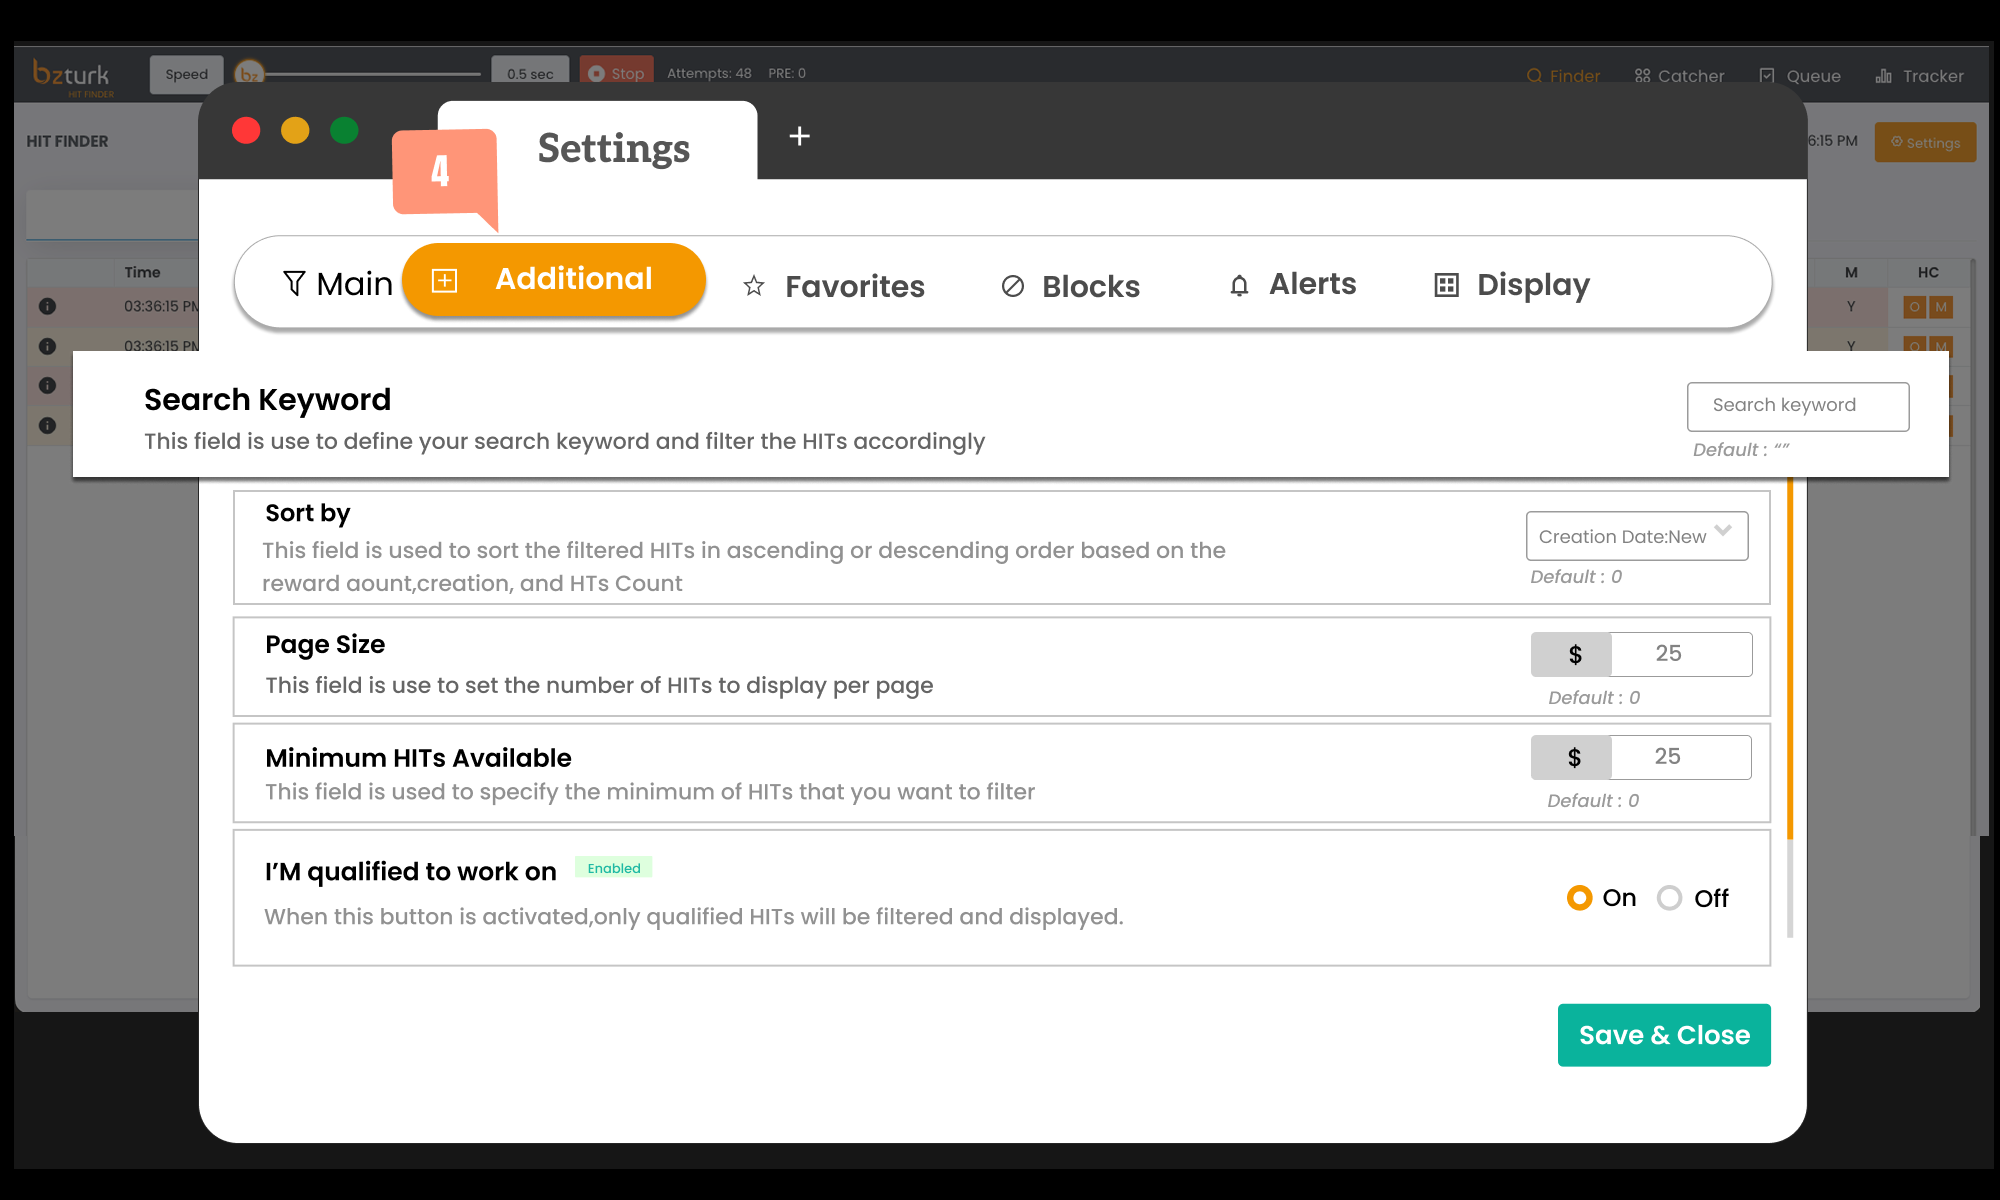 bzturk
HIT FINDER
Speed
bz
0.5 sec
Stop
Attempts: 48
PRE: 0
Finder
Catcher
Queue
Tracker
HIT FINDER
6:15 PM
Settings
4
Settings
+
Main
Additional
Favorites
Blocks
Alerts
Display
Time
M
HC
03:36:15 PM
Y
O M
03:36:15 PM
Y
O M
Search Keyword
This field is use to define your search keyword and filter the HITs accordingly
Search keyword
Default : “”
Sort by
This field is used to sort the filtered HITs in ascending or descending order based on the
reward aount,creation, and HTs Count
Creation Date:New
Default : 0
Page Size
This field is use to set the number of HITs to display per page
$ 25
Default : 0
Minimum HITs Available
This field is used to specify the minimum of HITs that you want to filter
$ 25
Default : 0
I’M qualified to work on
Enabled
When this button is activated,only qualified HITs will be filtered and displayed.
On
Off
Save & Close